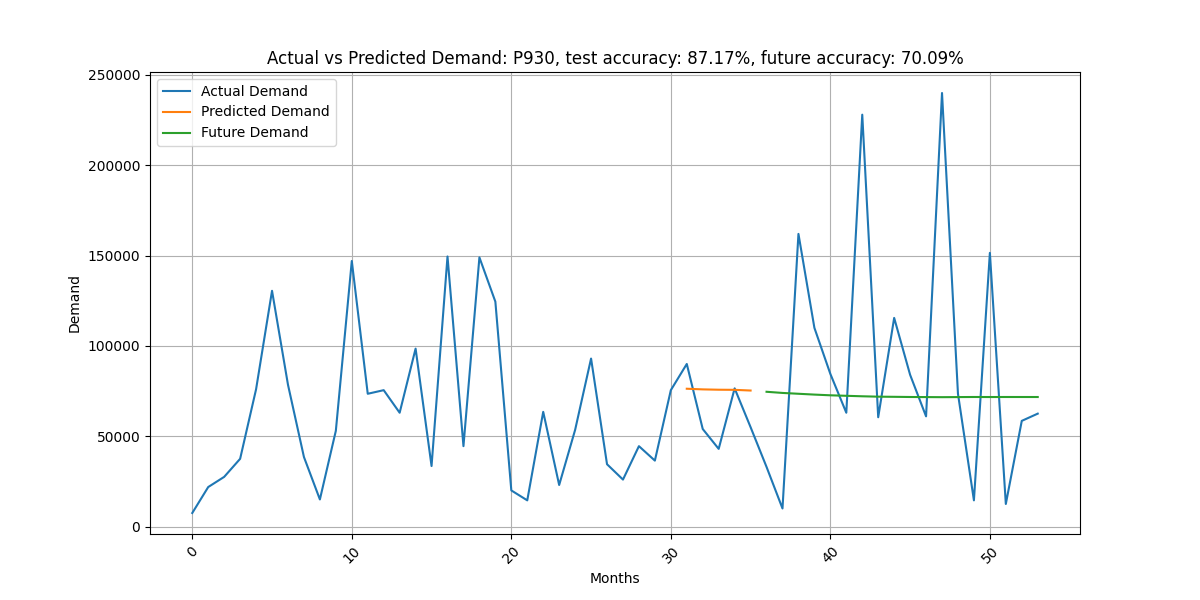 Actual vs Predicted Demand: P930, test accuracy: 87.17%, future accuracy: 70.09%
Actual Demand
Predicted Demand
Future Demand
250000
200000
150000
100000
50000
0
Demand
0
10
20
30
40
50
Months